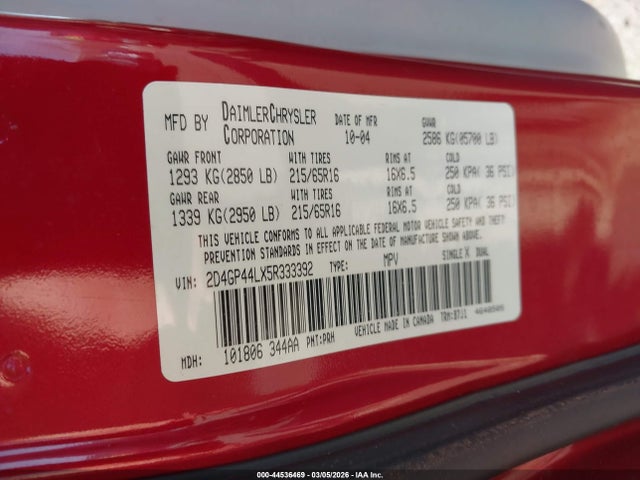 MFD BY DAIMLERCHRYSLER CORPORATION DATE OF MFR 10-04 GVWR 2586 KG(05700 LB)
GAWR FRONT WITH TIRES RIMS AT COLD
1293 KG(2850 LB) 215/65R16 16X6.5 250 KPA( 36 PSI)
GAWR REAR WITH TIRES RIMS AT COLD
1339 KG(2950 LB) 215/65R16 16X6.5 250 KPA( 36 PSI)
THIS VEHICLE CONFORMS TO ALL APPLICABLE FEDERAL MOTOR VEHICLE SAFETY AND THEFT
PREVENTION STANDARDS IN EFFECT ON THE DATE OF MANUFACTURE SHOWN ABOVE.
VIN: 2D4GP44LX5R333392 TYPE: MPV SINGLE X DUAL
MDH: 101806 344AA PNT:PRH VEHICLE MADE IN CANADA TRM:D7J1
000-44536469 | 03/05/2026 | IAA Inc.